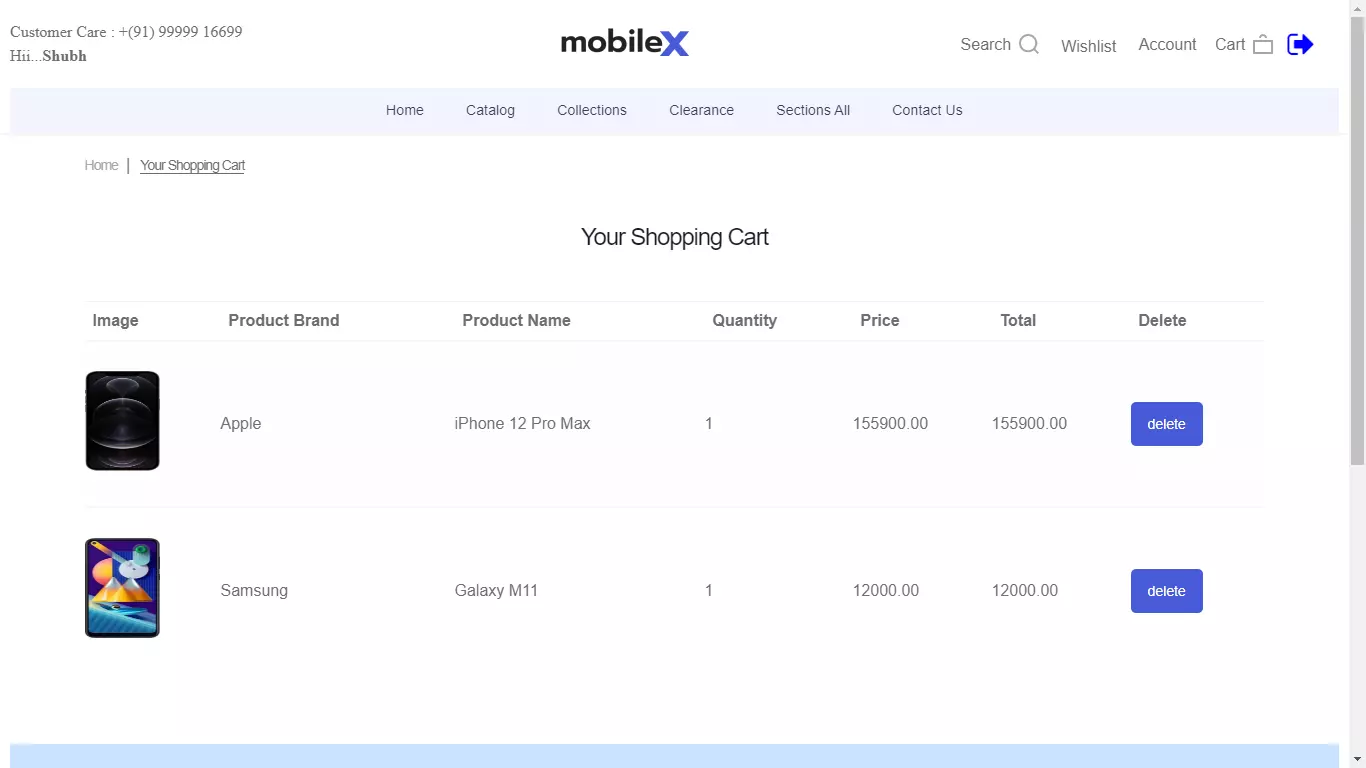 Customer Care : +(91) 99999 16699
Hii...Shubh
mobileX
Search Wishlist Account Cart
Home Catalog Collections Clearance Sections All Contact Us
Home | Your Shopping Cart
Your Shopping Cart
Image Product Brand Product Name Quantity Price Total Delete
Apple iPhone 12 Pro Max 1 155900.00 155900.00 delete
Samsung Galaxy M11 1 12000.00 12000.00 delete